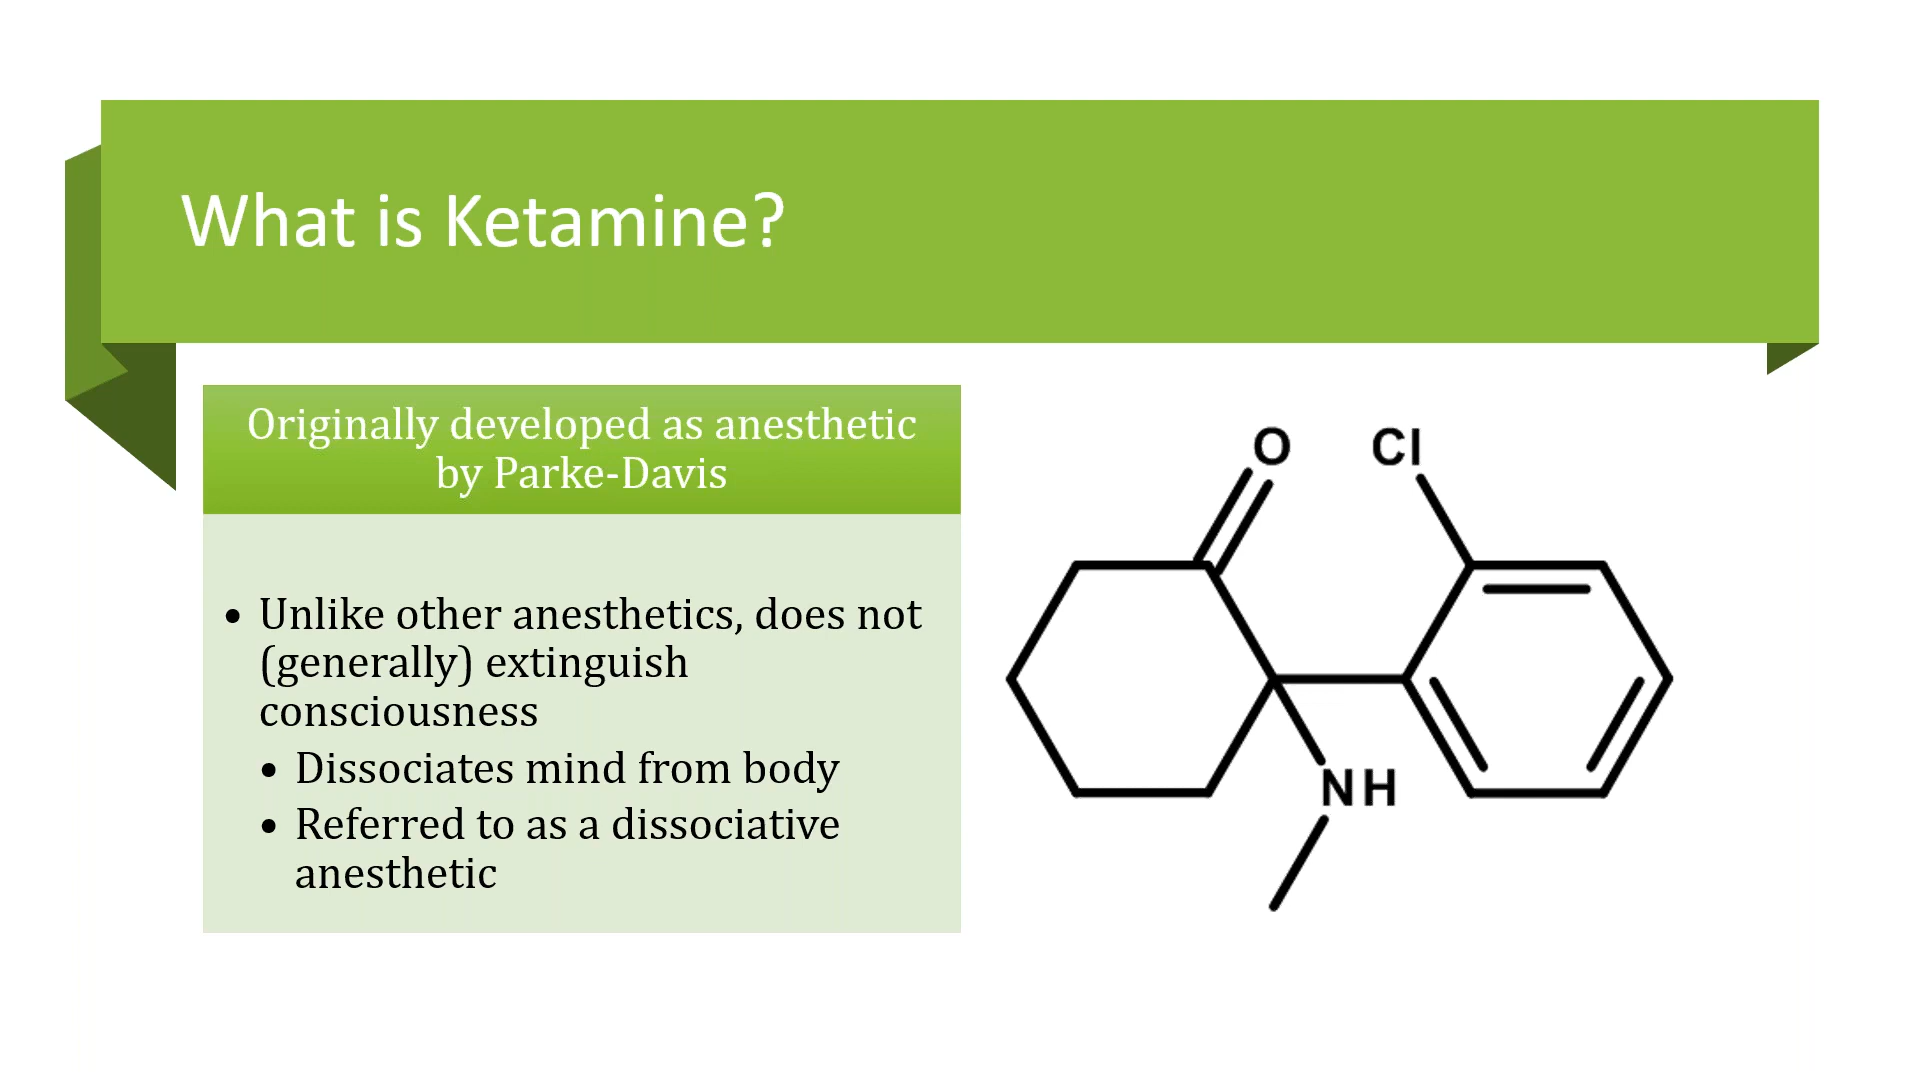 What is Ketamine?
Originally developed as anesthetic
by Parke-Davis
• Unlike other anesthetics, does not
(generally) extinguish
consciousness
• Dissociates mind from body
• Referred to as a dissociative
anesthetic
O
Cl
NH